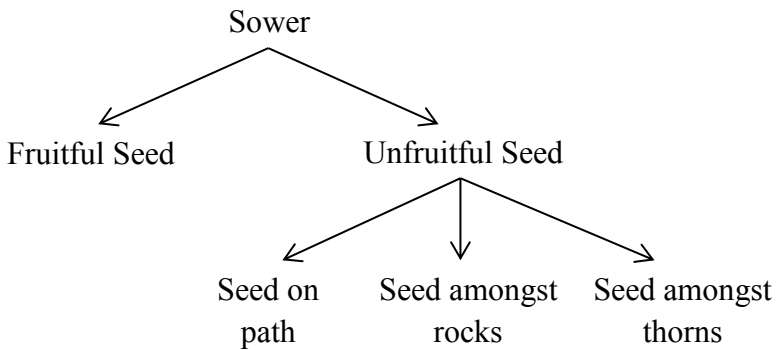 Sower
Fruitful Seed
Unfruitful Seed
Seed on
path
Seed amongst
rocks
Seed amongst
thorns